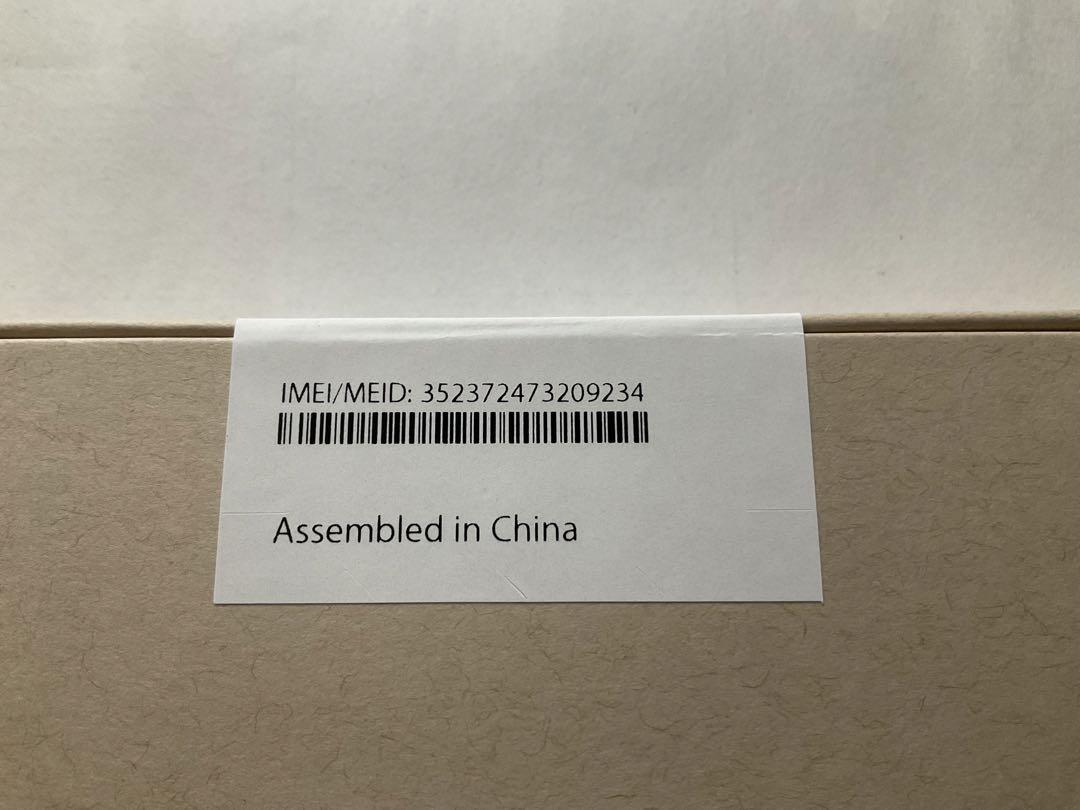 IMEI/MEID: 352372473209234
Assembled in China